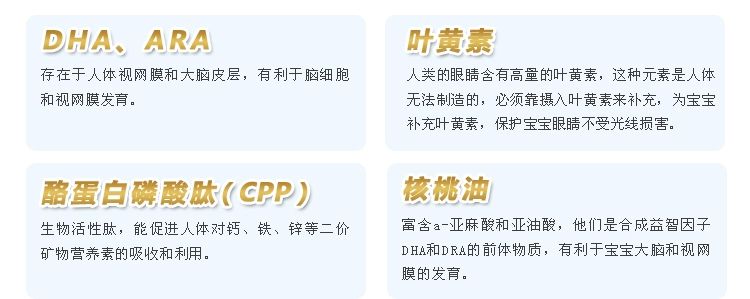 DHA、ARA
存在于人体视网膜和大脑皮层，有利于脑细胞
和视网膜发育。
叶黄素
人类的眼睛含有高量的叶黄素，这种元素是人体
无法制造的，必须靠摄入叶黄素来补充，为宝宝
补充叶黄素，保护宝宝眼睛不受光线损害。
酪蛋白磷酸肽(CPP)
生物活性肽，能促进人体对钙、铁、锌等二价
矿物营养素的吸收和利用。
核桃油
富含a-亚麻酸和亚油酸，他们是合成益智因子
DHA和DRA的前体物质，有利于宝宝大脑和视网
膜的发育。